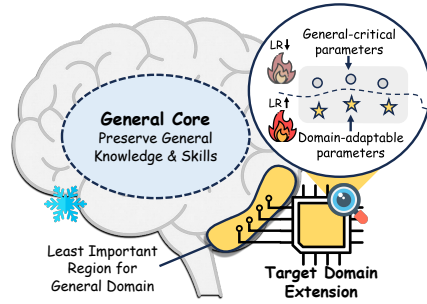 General-critical
parameters
LR↓
LR↑
Domain-adaptable
parameters
General Core
Preserve General
Knowledge & Skills
Least Important
Region for
General Domain
Target Domain
Extension